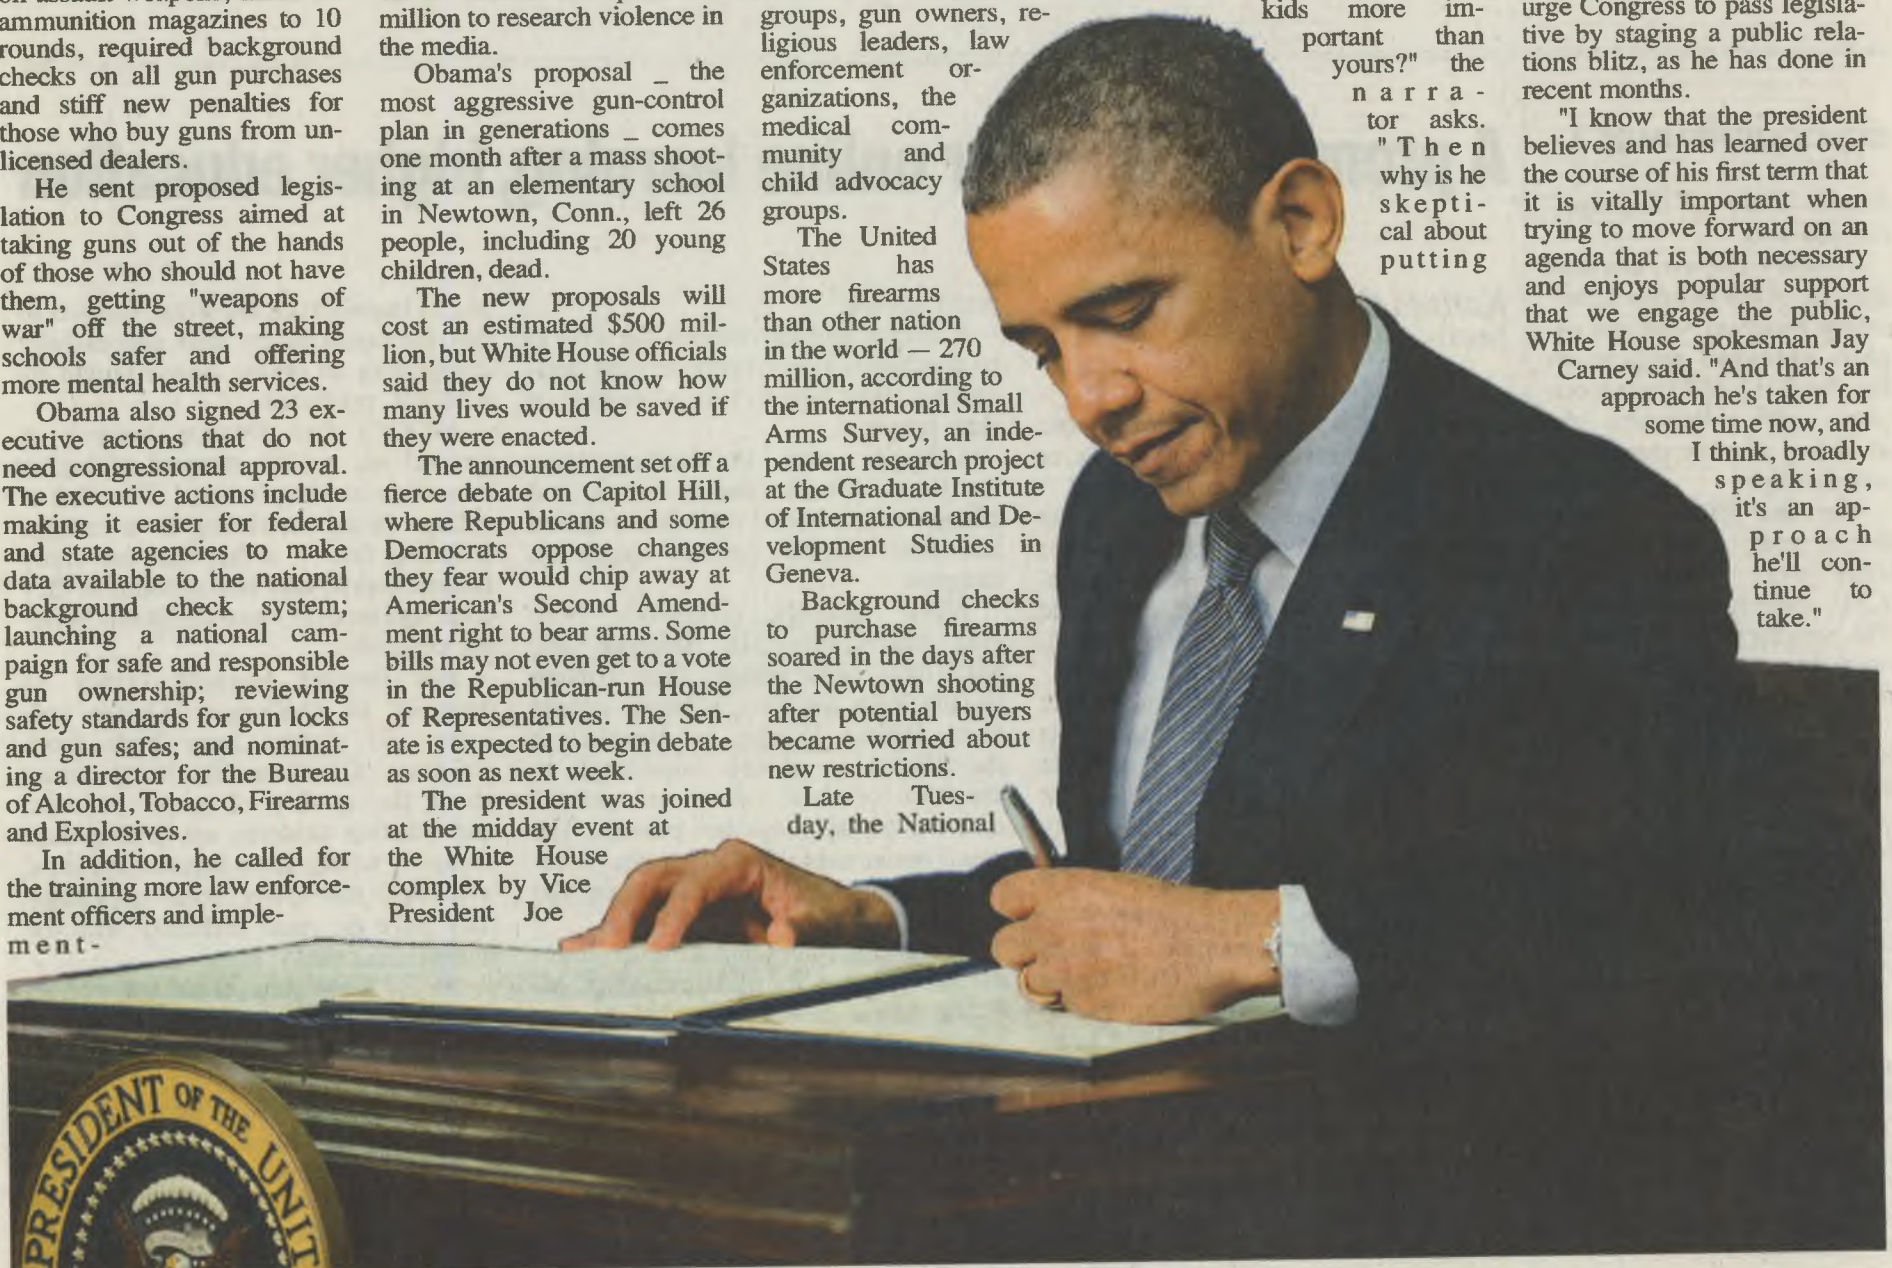 ammunition magazines to 10
rounds, required background
checks on all gun purchases
and stiff new penalties for
those who buy guns from un-
licensed dealers.
He sent proposed legis-
lation to Congress aimed at
taking guns out of the hands
of those who should not have
them, getting "weapons of
war" off the street, making
schools safer and offering
more mental health services.
Obama also signed 23 ex-
ecutive actions that do not
need congressional approval.
The executive actions include
making it easier for federal
and state agencies to make
data available to the national
background check system;
launching a national cam-
paign for safe and responsible
gun ownership; reviewing
safety standards for gun locks
and gun safes; and nominat-
ing a director for the Bureau
of Alcohol, Tobacco, Firearms
and Explosives.
In addition, he called for
the training more law enforce-
ment officers and imple-
ment-
million to research violence in
the media.
Obama's proposal _ the
most aggressive gun-control
plan in generations _ comes
one month after a mass shoot-
ing at an elementary school
in Newtown, Conn., left 26
people, including 20 young
children, dead.
The new proposals will
cost an estimated $500 mil-
lion, but White House officials
said they do not know how
many lives would be saved if
they were enacted.
The announcement set off a
fierce debate on Capitol Hill,
where Republicans and some
Democrats oppose changes
they fear would chip away at
American's Second Amend-
ment right to bear arms. Some
bills may not even get to a vote
in the Republican-run House
of Representatives. The Sen-
ate is expected to begin debate
as soon as next week.
The president was joined
at the midday event at
the White House
complex by Vice
President Joe
groups, gun owners, re-
ligious leaders, law
enforcement or-
ganizations, the
medical com-
munity and
child advocacy
groups.
The United
States has
more firearms
than other nation
in the world — 270
million, according to
the international Small
Arms Survey, an inde-
pendent research project
at the Graduate Institute
of International and De-
velopment Studies in
Geneva.
Background checks
to purchase firearms
soared in the days after
the Newtown shooting
after potential buyers
became worried about
new restrictions.
Late Tues-
day, the National
kids more im-
portant than
yours?" the
narra-
tor asks.
"Then
why is he
skepti-
cal about
putting
urge Congress to pass legisla-
tive by staging a public rela-
tions blitz, as he has done in
recent months.
"I know that the president
believes and has learned over
the course of his first term that
it is vitally important when
trying to move forward on an
agenda that is both necessary
and enjoys popular support
that we engage the public,
White House spokesman Jay
Carney said. "And that's an
approach he's taken for
some time now, and
I think, broadly
speaking,
it's an ap-
proach
he'll con-
tinue to
take."
PRESIDENT OF THE UNIT